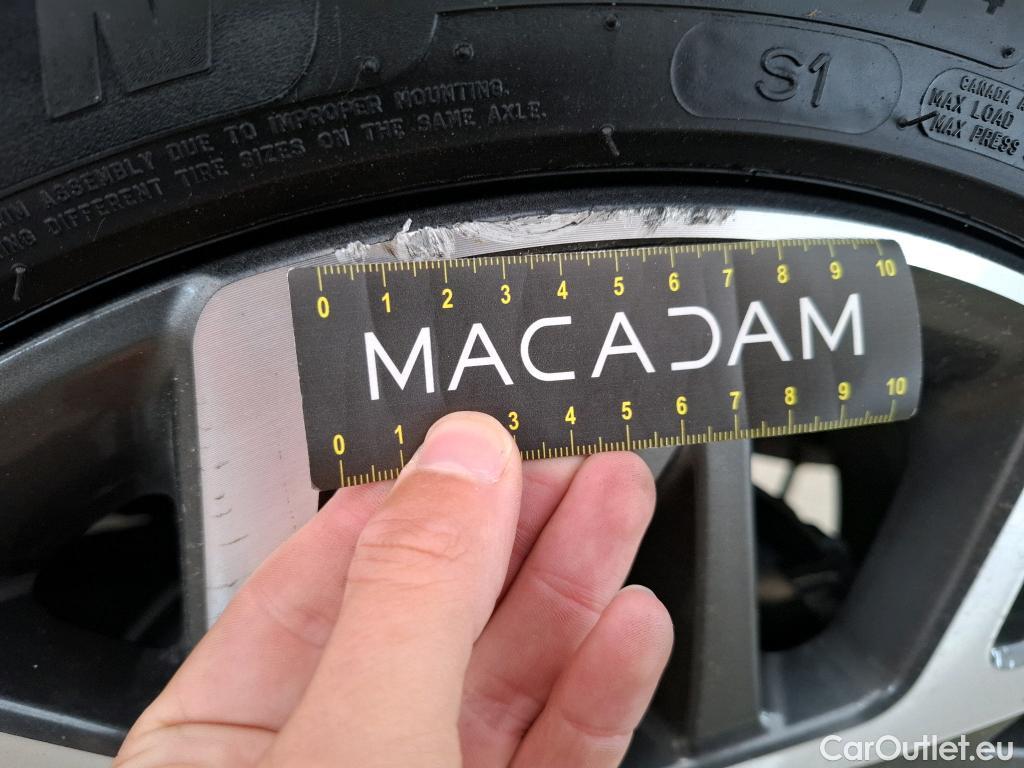 S1
CANADA
MAX LOAD
MAX PRESS
ASSEMBLY DUE TO IMPROPER MOUNTING.
DIFFERENT TIRE SIZES ON THE SAME AXLE.
0 1 2 3 4 5 6 7 8 9 10
MACADAM
0 1 3 4 5 6 7 8 9 10
CarOutlet.eu